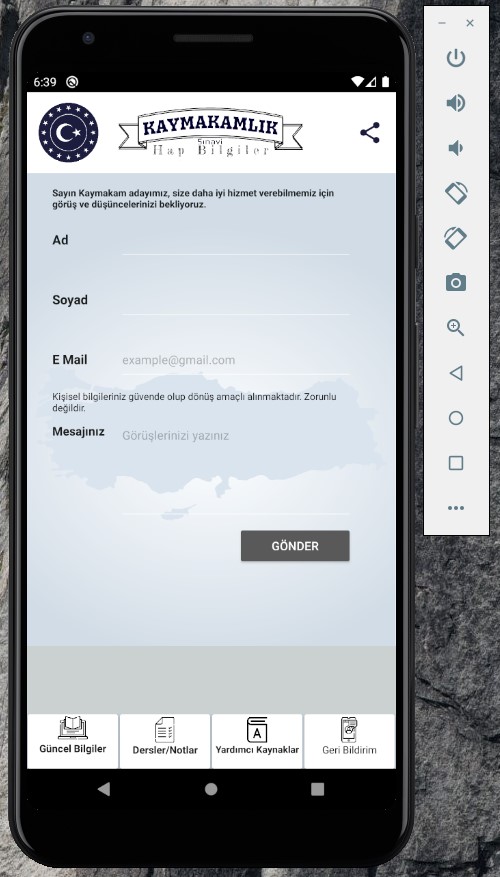 6:39
KAYMAKAMLIK
Sınavı
Hap Bilgiler
Sayın Kaymakam adayımız, size daha iyi hizmet verebilmemiz için
görüş ve düşüncelerinizi bekliyoruz.
Ad
Soyad
E Mail
example@gmail.com
Kişisel bilgileriniz güvende olup dönüş amaçlı alınmaktadır. Zorunlu
değildir.
Mesajınız
Görüşlerinizi yazınız
GÖNDER
Güncel Bilgiler
Dersler/Notlar
A
Yardımcı Kaynaklar
Geri Bildirim